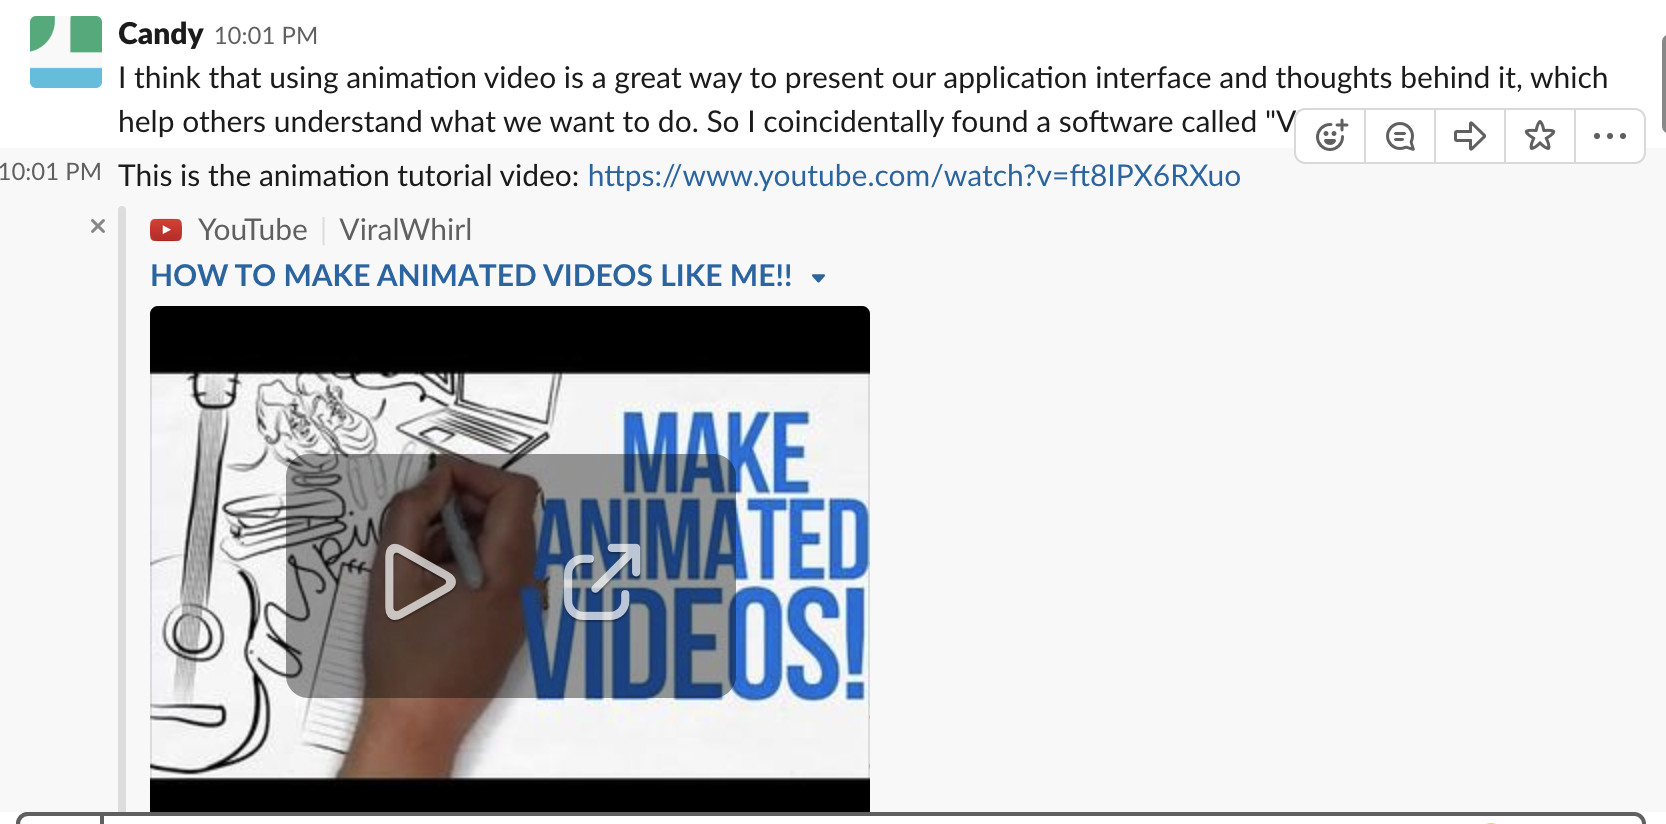 Candy 10:01 PM
I think that using animation video is a great way to present our application interface and thoughts behind it, which
help others understand what we want to do. So I coincidentally found a software called "V
10:01 PM This is the animation tutorial video: https://www.youtube.com/watch?v=ft8IPX6RXuo
YouTube | ViralWhirl
HOW TO MAKE ANIMATED VIDEOS LIKE ME!!
MAKE
ANIMATED
VIDEOS!